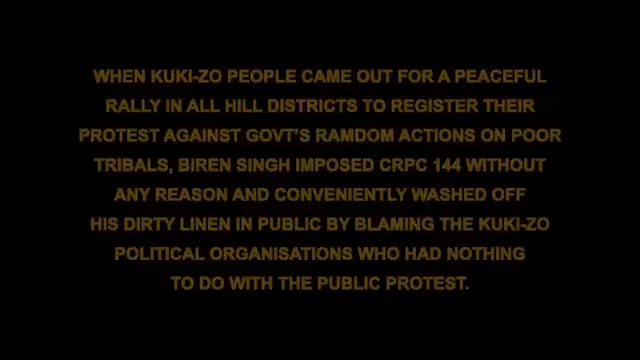 WHEN KUKI-ZO PEOPLE CAME OUT FOR A PEACEFUL
RALLY IN ALL HILL DISTRICTS TO REGISTER THEIR
PROTEST AGAINST GOVT'S RAMDOM ACTIONS ON POOR
TRIBALS, BIREN SINGH IMPOSED CRPC 144 WITHOUT
ANY REASON AND CONVENIENTLY WASHED OFF
HIS DIRTY LINEN IN PUBLIC BY BLAMING THE KUKI-ZO
POLITICAL ORGANISATIONS WHO HAD NOTHING
TO DO WITH THE PUBLIC PROTEST.